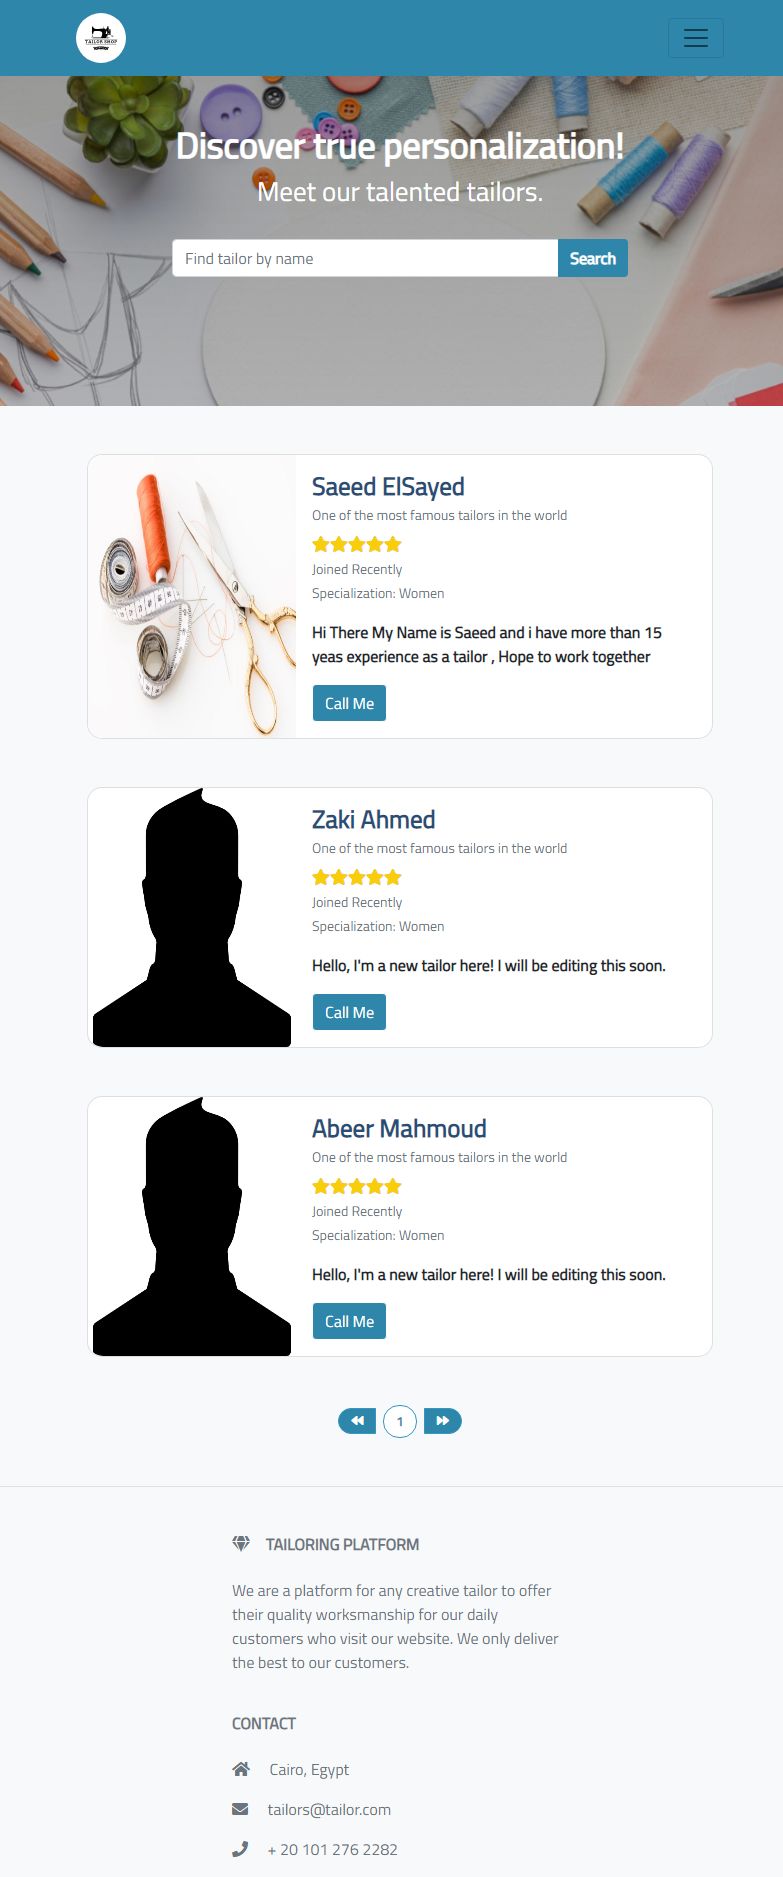 TAILOR SHOP
Discover true personalization!
Meet our talented tailors.
Find tailor by name
Search
Saeed ElSayed
One of the most famous tailors in the world
Joined Recently
Specialization: Women
Hi There My Name is Saeed and i have more than 15
yeas experience as a tailor , Hope to work together
Call Me
Zaki Ahmed
One of the most famous tailors in the world
Joined Recently
Specialization: Women
Hello, I'm a new tailor here! I will be editing this soon.
Call Me
Abeer Mahmoud
One of the most famous tailors in the world
Joined Recently
Specialization: Women
Hello, I'm a new tailor here! I will be editing this soon.
Call Me
1
TAILORING PLATFORM
We are a platform for any creative tailor to offer
their quality worksmanship for our daily
customers who visit our website. We only deliver
the best to our customers.
CONTACT
Cairo, Egypt
tailors@tailor.com
+ 20 101 276 2282